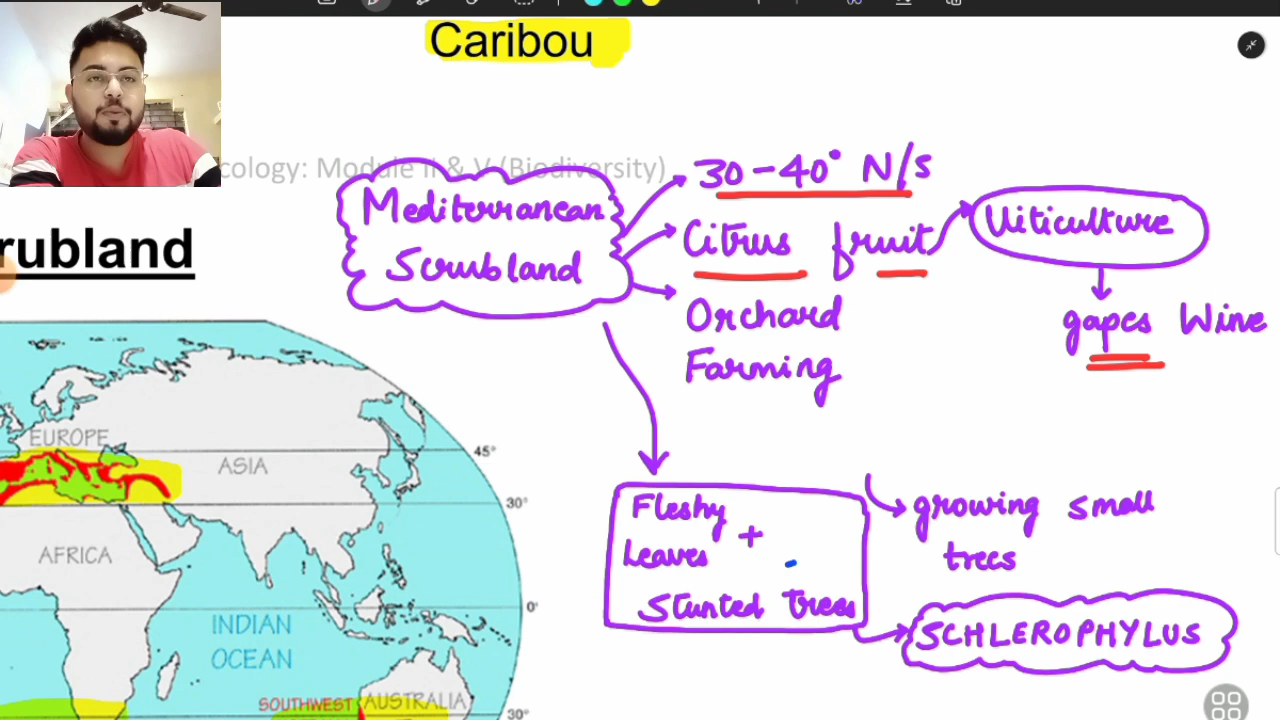 Caribou
cology: Module II & V (Biodiversity)
rubland
Mediterranean
Scrubland
30-40° N/S
Citrus fruit
Viticulture
gapes Wine
Orchard
Farming
Fleshy
Leaves +
Stunted Trees
growing small
trees
SCHLEROPHYLUS
EUROPE
ASIA
45°
30°
AFRICA
0°
INDIAN
OCEAN
SOUTHWEST
AUSTRALIA
30°